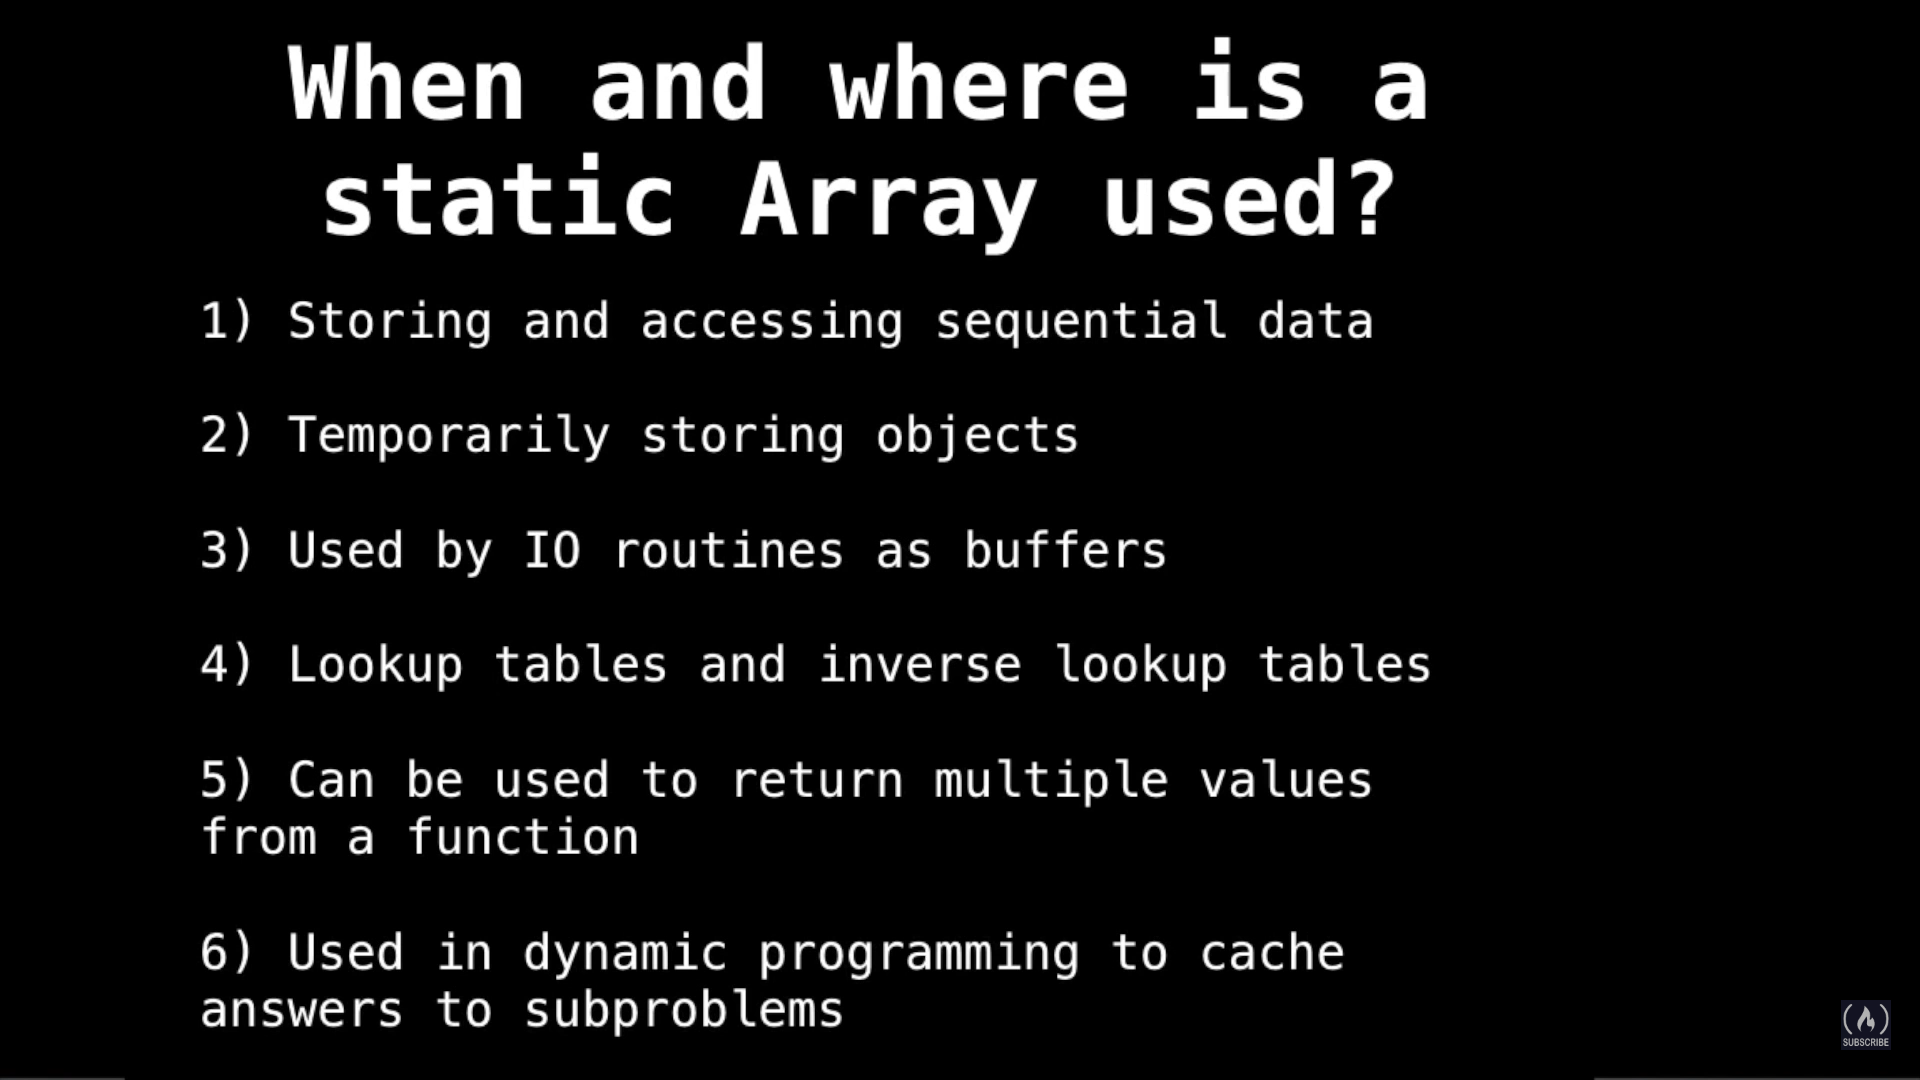 When and where is a
static Array used?
1) Storing and accessing sequential data
2) Temporarily storing objects
3) Used by IO routines as buffers
4) Lookup tables and inverse lookup tables
5) Can be used to return multiple values
from a function
6) Used in dynamic programming to cache
answers to subproblems
SUBSCRIBE